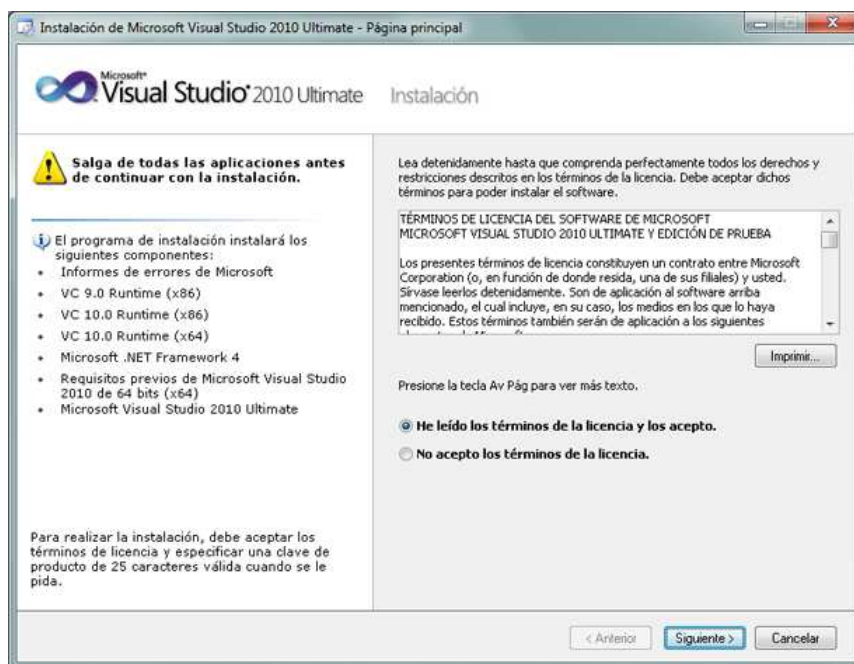 Instalación de Microsoft Visual Studio 2010 Ultimate - Página principal
Microsoft
Visual Studio 2010 Ultimate
Instalación
Salga de todas las aplicaciones antes
de continuar con la instalación.
El programa de instalación instalará los
siguientes componentes:
• Informes de errores de Microsoft
• VC 9.0 Runtime (x86)
• VC 10.0 Runtime (x86)
• VC 10.0 Runtime (x64)
• Microsoft .NET Framework 4
• Requisitos previos de Microsoft Visual Studio
2010 de 64 bits (x64)
• Microsoft Visual Studio 2010 Ultimate
Para realizar la instalación, debe aceptar los
términos de licencia y especificar una clave de
producto de 25 caracteres válida cuando se le
pida.
Lea detenidamente hasta que comprenda perfectamente todos los derechos y
restricciones descritos en los términos de la licencia. Debe aceptar dichos
términos para poder instalar el software.
TÉRMINOS DE LICENCIA DEL SOFTWARE DE MICROSOFT
MICROSOFT VISUAL STUDIO 2010 ULTIMATE Y EDICIÓN DE PRUEBA
Los presentes términos de licencia constituyen un contrato entre Microsoft
Corporation (o, en función de donde resida, una de sus filiales) y usted.
Sírvase leerlos detenidamente. Son de aplicación al software arriba
mencionado, el cual incluye, en su caso, los medios en los que lo haya
recibido. Estos términos también serán de aplicación a los siguientes
Imprimir...
Presione la tecla Av Pág para ver más texto.
He leído los términos de la licencia y los acepto.
No acepto los términos de la licencia.
< Anterior
Siguiente >
Cancelar